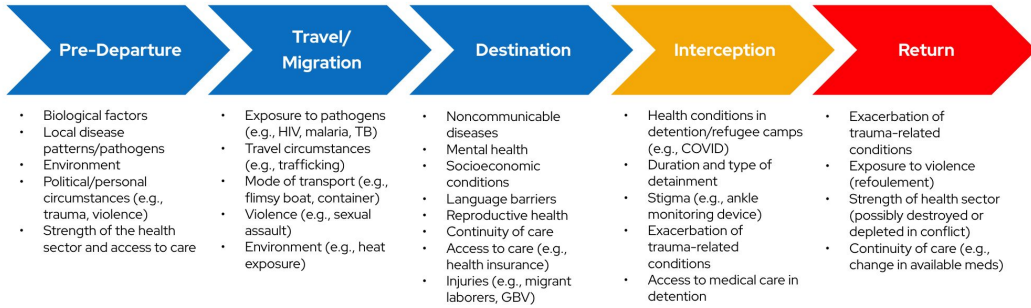 Pre-Departure
Travel/
Migration
Destination
Interception
Return
• Biological factors
• Local disease
patterns/pathogens
• Environment
• Political/personal
circumstances (e.g.,
trauma, violence)
• Strength of the health
sector and access to care
• Exposure to pathogens
(e.g., HIV, malaria, TB)
• Travel circumstances
(e.g., trafficking)
• Mode of transport (e.g.,
flimsy boat, container)
• Violence (e.g., sexual
assault)
• Environment (e.g., heat
exposure)
• Noncommunicable
diseases
• Mental health
• Socioeconomic
conditions
• Language barriers
• Reproductive health
• Continuity of care
• Access to care (e.g.,
health insurance)
• Injuries (e.g., migrant
laborers, GBV)
• Health conditions in
detention/refugee camps
(e.g., COVID)
• Duration and type of
detainment
• Stigma (e.g., ankle
monitoring device)
• Exacerbation of
trauma-related
conditions
• Access to medical care in
detention
• Exacerbation of
trauma-related
conditions
• Exposure to violence
(refoulement)
• Strength of health sector
(possibly destroyed or
depleted in conflict)
• Continuity of care (e.g.,
change in available meds)